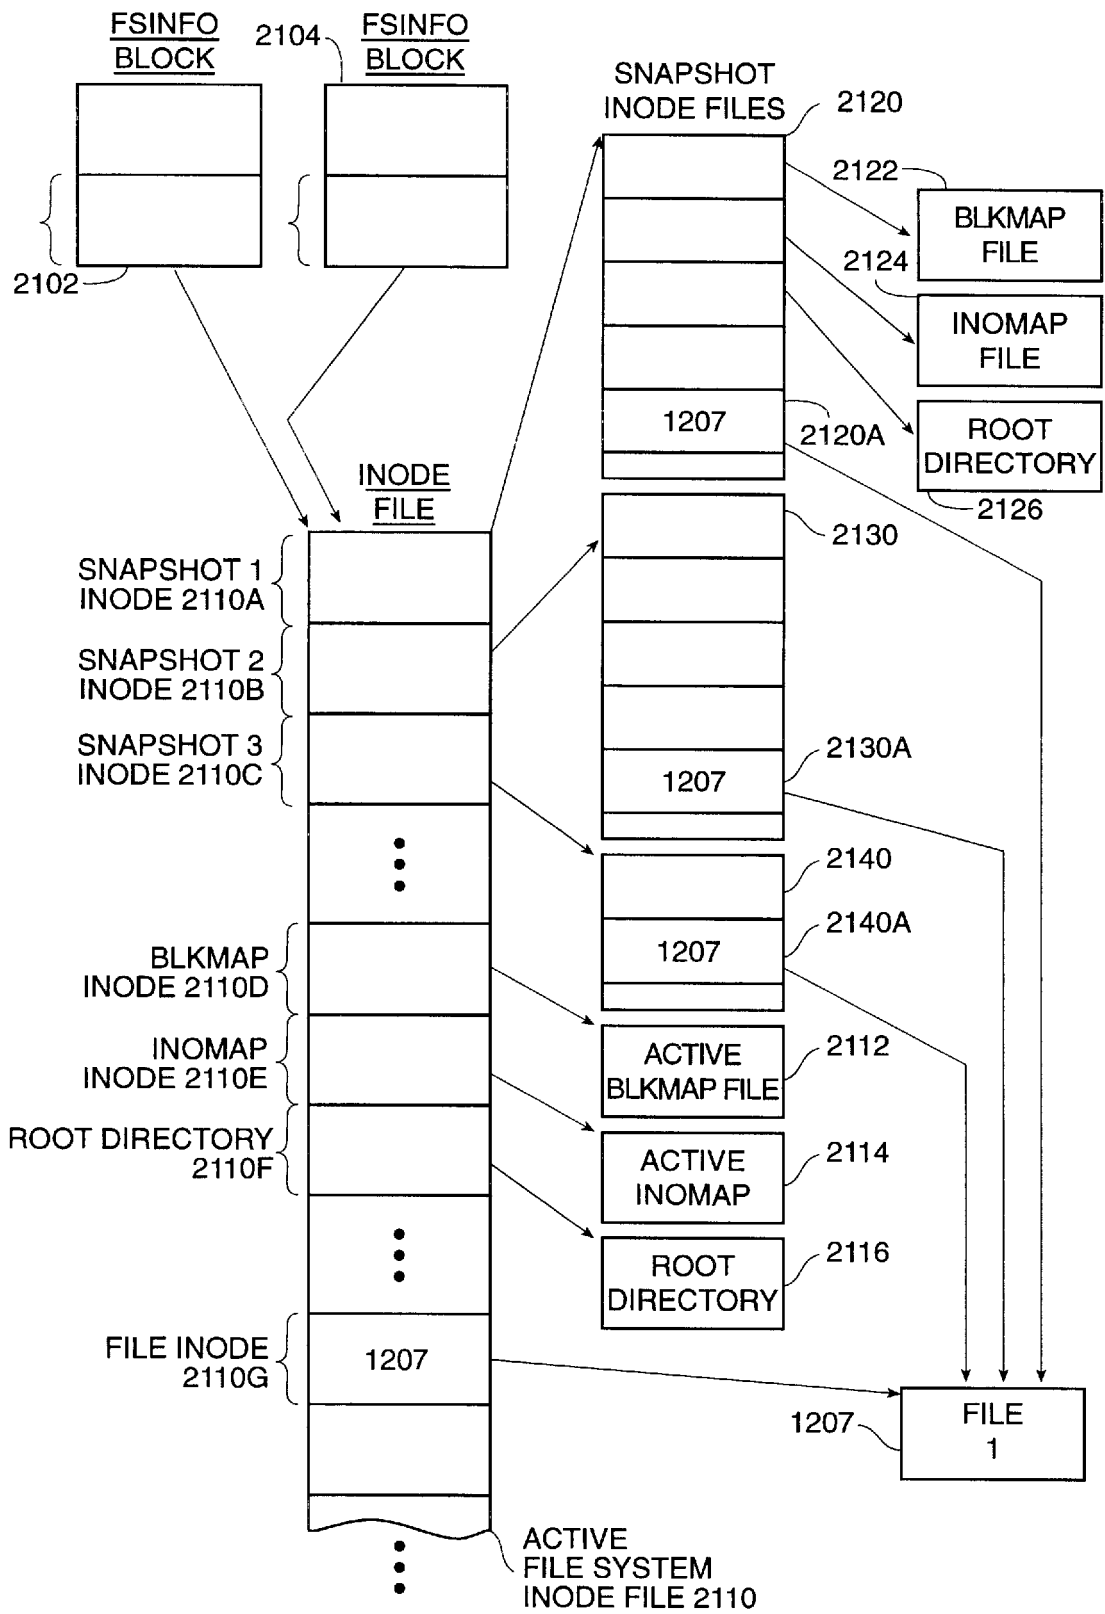 FSINFO
BLOCK
2104
FSINFO
BLOCK
2102
SNAPSHOT
INODE FILES
2120
2122
BLKMAP
FILE
2124
INOMAP
FILE
1207
2120A
ROOT
DIRECTORY
2126
INODE
FILE
2130
SNAPSHOT 1
INODE 2110A
SNAPSHOT 2
INODE 2110B
SNAPSHOT 3
INODE 2110C
1207
2130A
2140
1207
2140A
BLKMAP
INODE 2110D
ACTIVE
BLKMAP FILE
2112
INOMAP
INODE 2110E
ACTIVE
INOMAP
2114
ROOT DIRECTORY
2110F
ROOT
DIRECTORY
2116
FILE INODE
2110G
1207
1207
FILE
1
ACTIVE
FILE SYSTEM
INODE FILE 2110